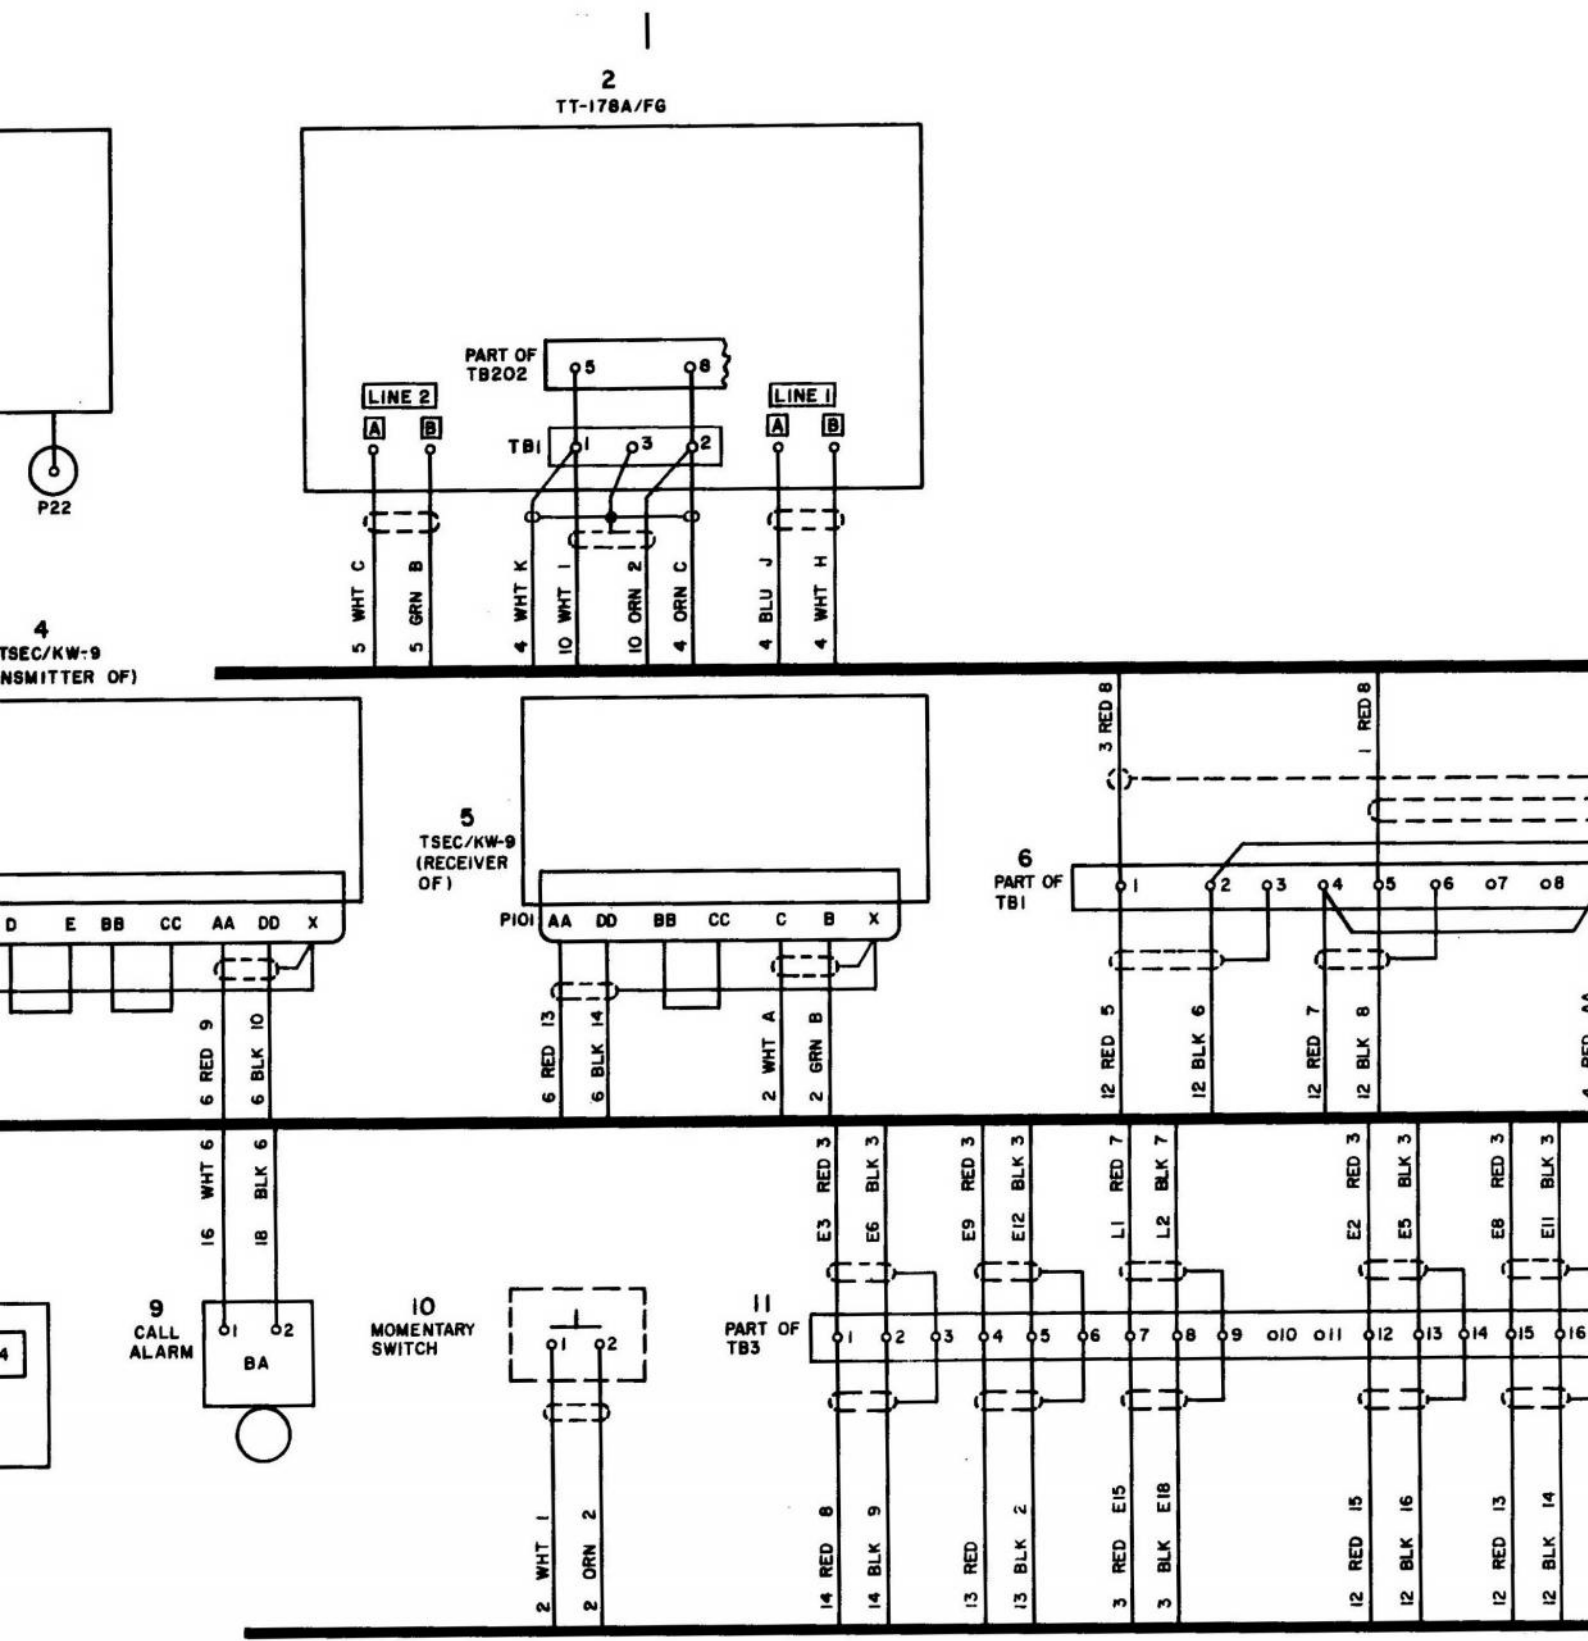 2
TT-178A/FG
PART OF
TB202
5
8
LINE 2
A
B
TB1
1
3
2
LINE 1
A
B
P22
5 WHT C
5 GRN B
4 WHT K
10 WHT 1
10 ORN 2
4 ORN C
4 BLU J
4 WHT H
4
TSEC/KW-9
NSMITTER OF)
D
E
BB
CC
AA
DD
X
6 RED 9
6 BLK 10
5
TSEC/KW-9
(RECEIVER
OF)
P101
AA
DD
BB
CC
C
B
X
6 RED 13
6 BLK 14
2 WHT A
2 GRN B
3 RED 8
1 RED 8
6
PART OF
TB1
1
2
3
4
5
6
7
8
12 RED 5
12 BLK 6
12 RED 7
12 BLK 8
4 RED AA
16 WHT 6
18 BLK 6
4
9
CALL
ALARM
1
2
BA
10
MOMENTARY
SWITCH
1
2
2 WHT 1
2 ORN 2
E3 RED 3
E6 BLK 3
E9 RED 3
E12 BLK 3
L1 RED 7
L2 BLK 7
E2 RED 3
E5 BLK 3
E8 RED 3
E11 BLK 3
11
PART OF
TB3
1
2
3
4
5
6
7
8
9
10
11
12
13
14
15
16
14 RED 8
14 BLK 9
13 RED
13 BLK 2
3 RED E15
3 BLK E18
12 RED 15
12 BLK 16
12 RED 13
12 BLK 14